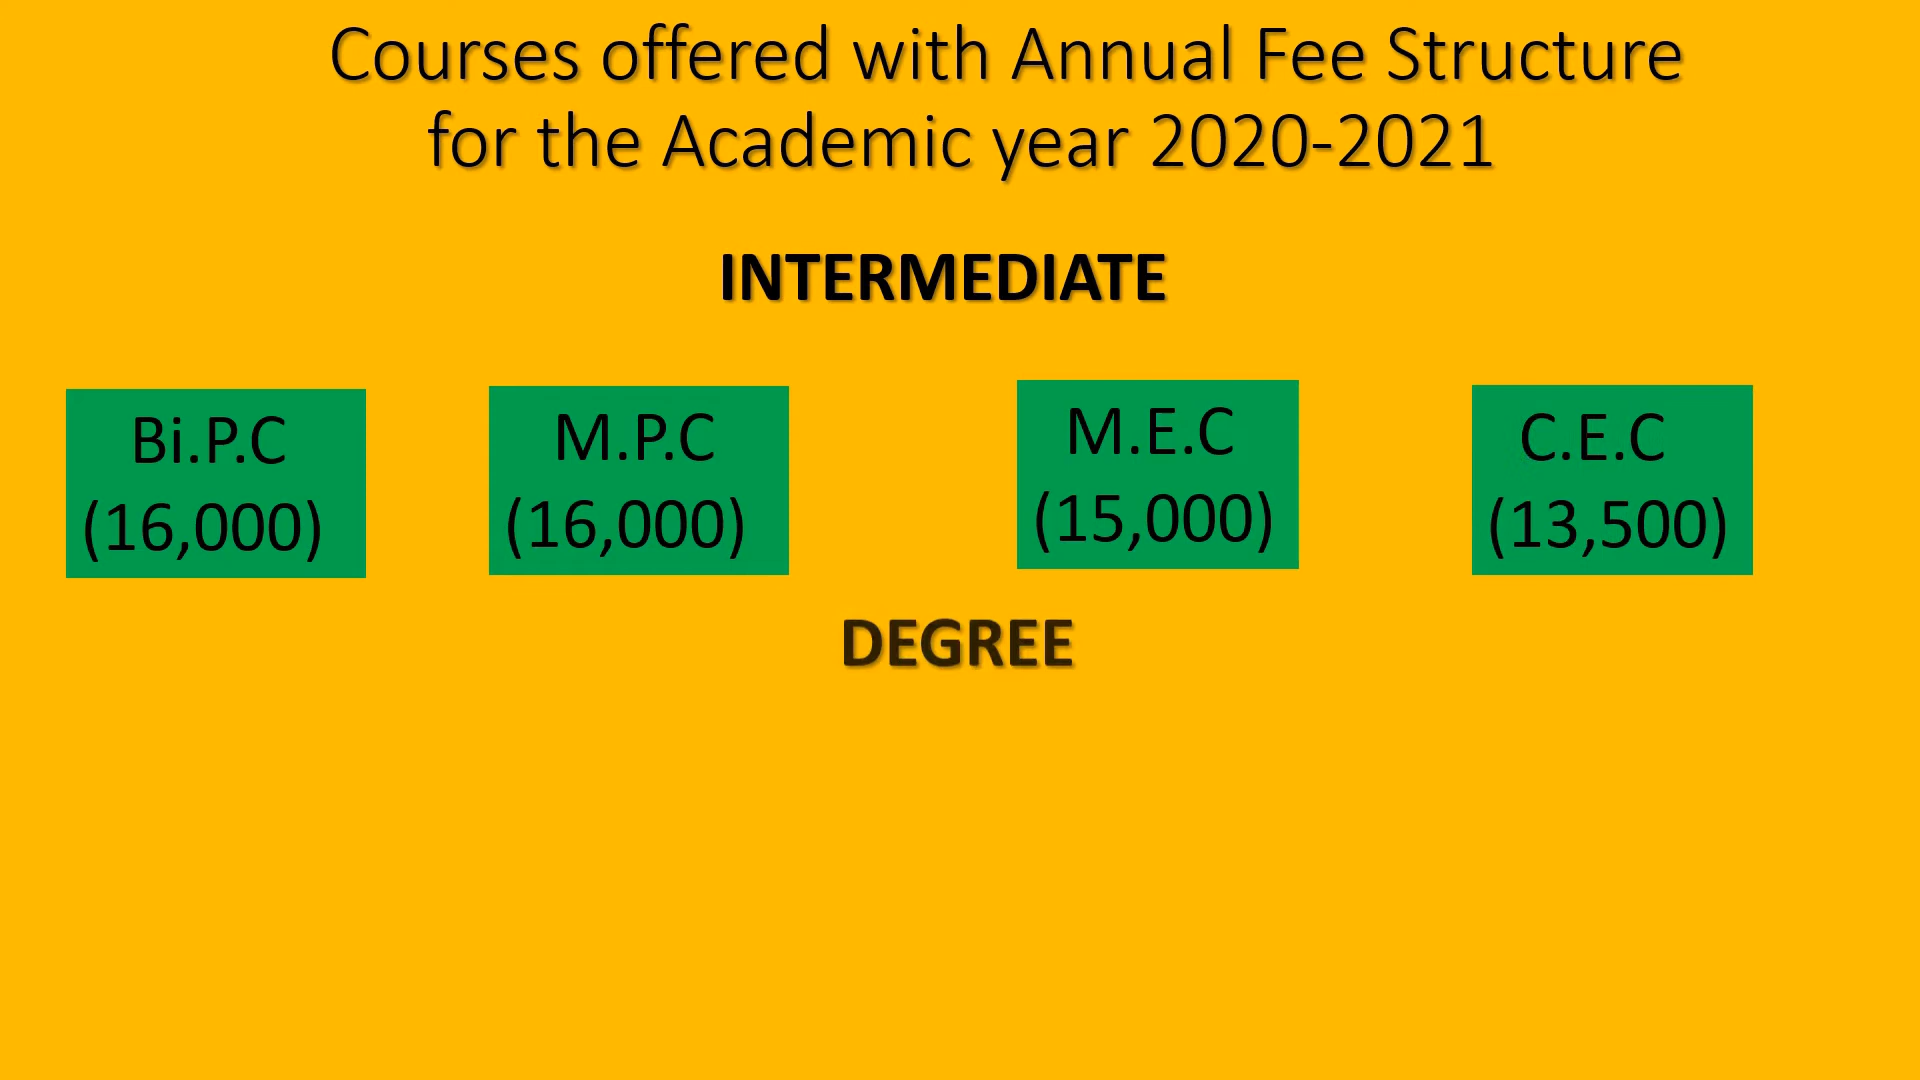 Courses offered with Annual Fee Structure
for the Academic year 2020-2021
INTERMEDIATE
Bi.P.C
(16,000)
M.P.C
(16,000)
M.E.C
(15,000)
C.E.C
(13,500)
DEGREE